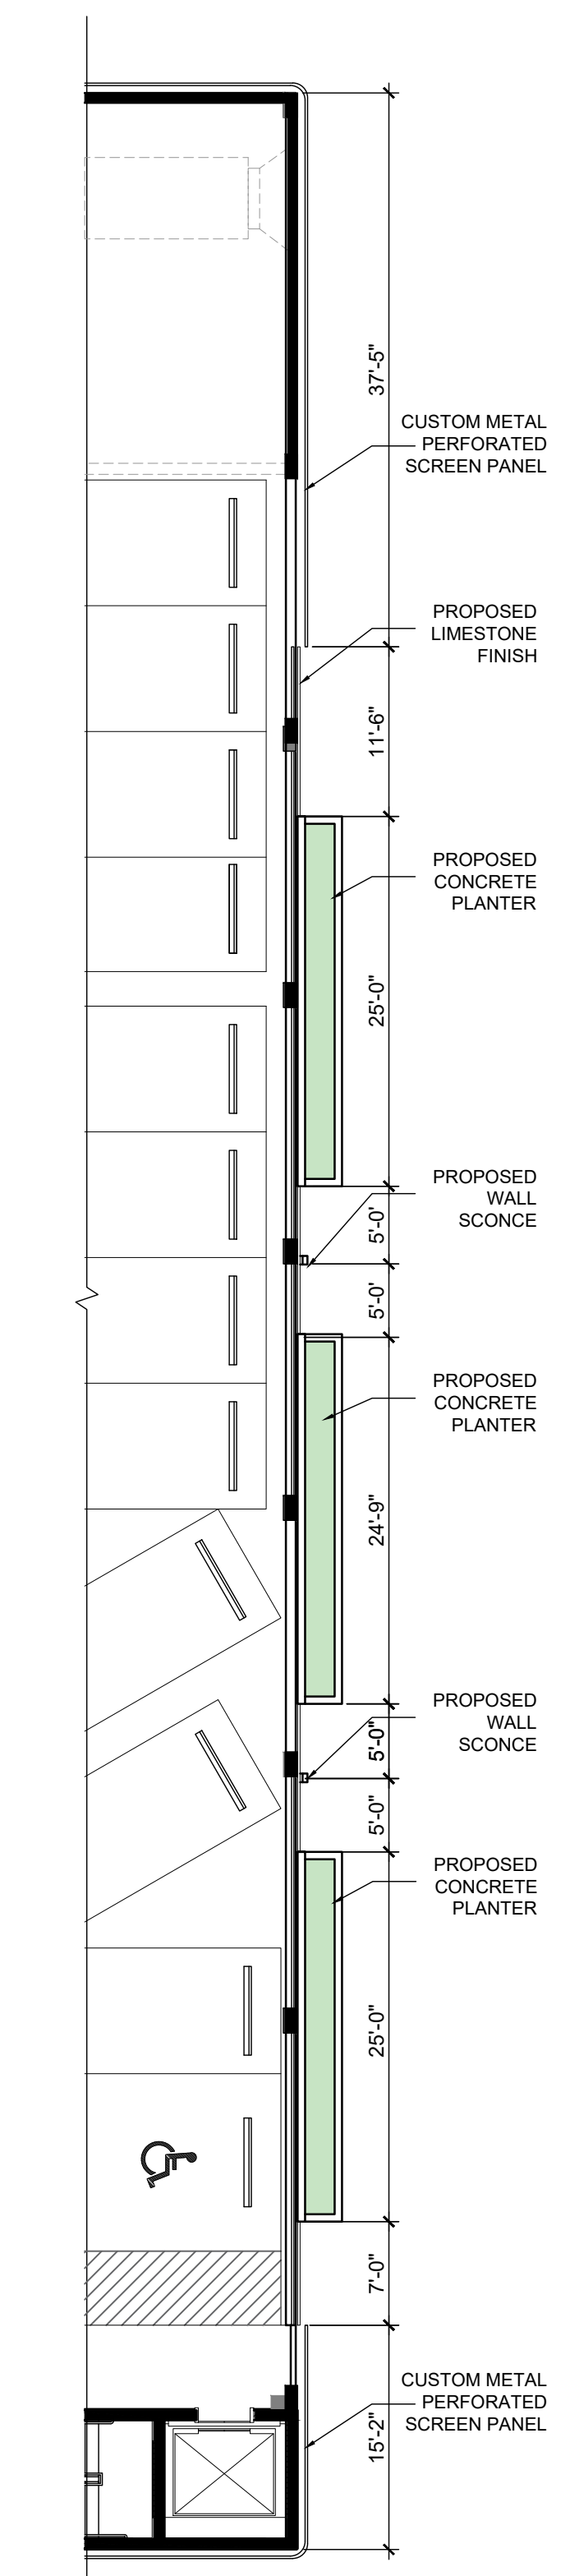 37'-5"
CUSTOM METAL
PERFORATED
SCREEN PANEL
PROPOSED
LIMESTONE
FINISH
11'-6"
PROPOSED
CONCRETE
PLANTER
25'-0"
PROPOSED
WALL
SCONCE
5'-0'
5'-0'
PROPOSED
CONCRETE
PLANTER
24'-9"
PROPOSED
WALL
SCONCE
5'-0"
5'-0"
PROPOSED
CONCRETE
PLANTER
25'-0"
7'-0"
CUSTOM METAL
PERFORATED
SCREEN PANEL
15'-2"